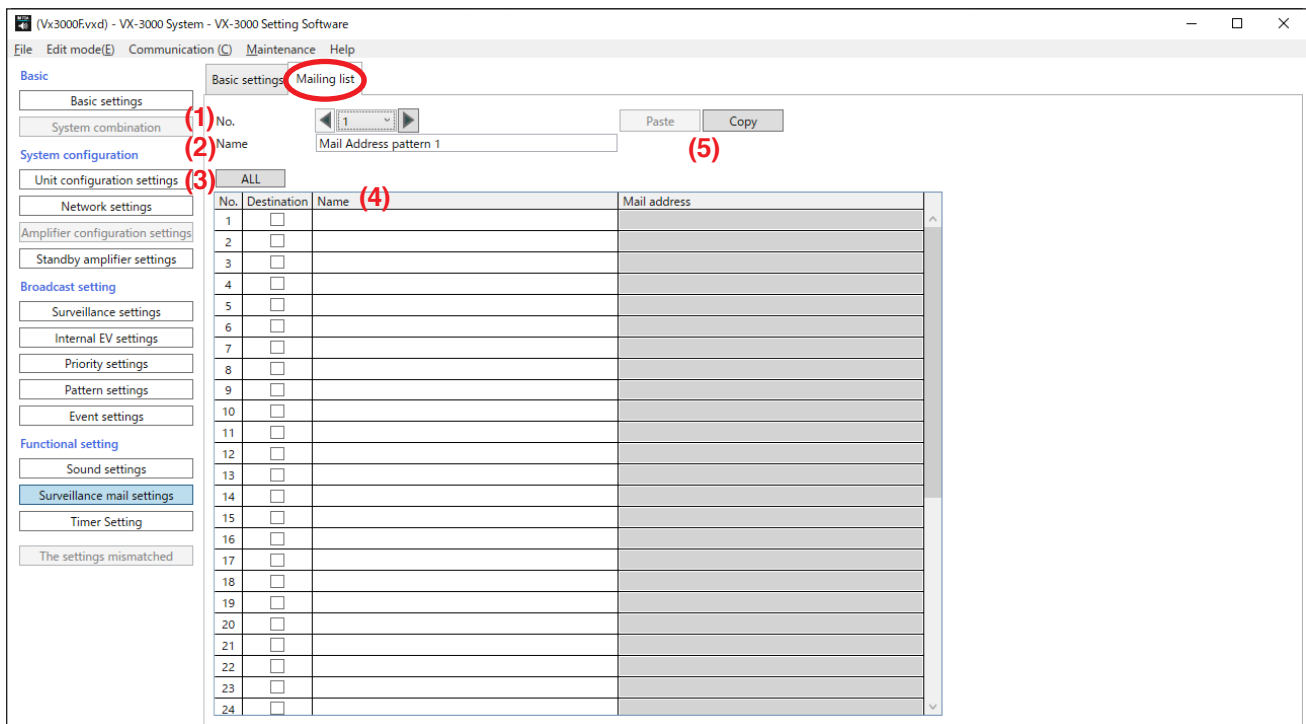 (Vx3000F.vxd) - VX-3000 System - VX-3000 Setting Software
File Edit mode(E) Communication (C) Maintenance Help
Basic
Basic settings
System combination
System configuration
Unit configuration settings
Network settings
Amplifier configuration settings
Standby amplifier settings
Broadcast setting
Surveillance settings
Internal EV settings
Priority settings
Pattern settings
Event settings
Functional setting
Sound settings
Surveillance mail settings
Timer Setting
The settings mismatched
Basic settings Mailing list
(1) No. 1 Paste Copy
(2) Name Mail Address pattern 1 (5)
(3) ALL
No. Destination Name (4) Mail address
1
2
3
4
5
6
7
8
9
10
11
12
13
14
15
16
17
18
19
20
21
22
23
24